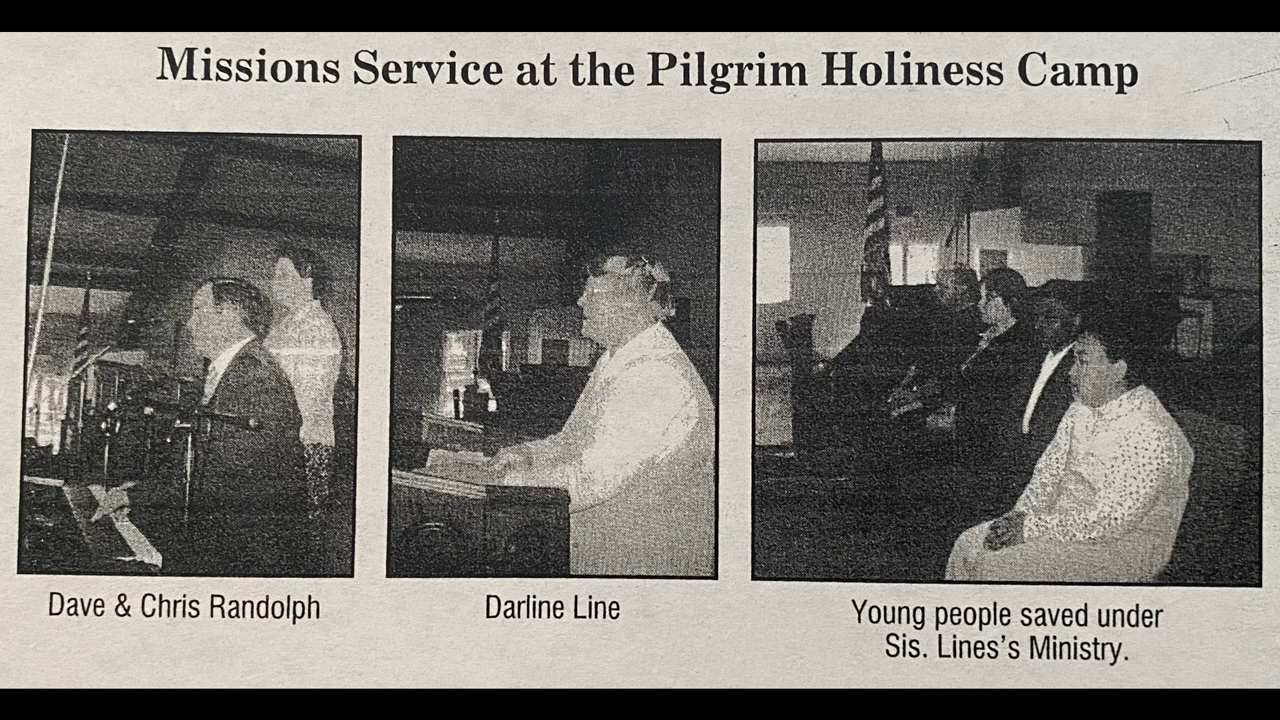 Missions Service at the Pilgrim Holiness Camp
Dave & Chris Randolph
Darline Line
Young people saved under
Sis. Lines's Ministry.